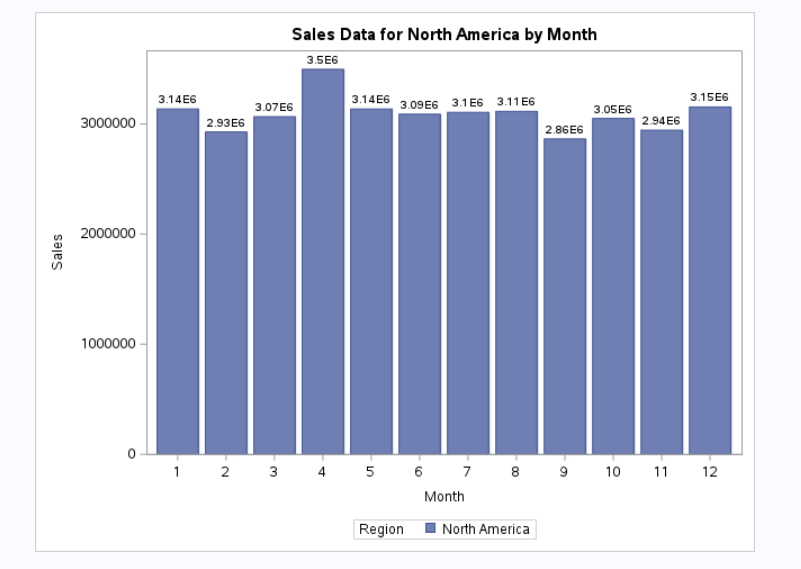 Sales Data for North America by Month
3.14E6 2.93E6 3.07E6 3.5E6 3.14E6 3.09E6 3.1E6 3.11E6 2.86E6 3.05E6 2.94E6 3.15E6
3000000
2000000
1000000
0
Sales
1 2 3 4 5 6 7 8 9 10 11 12
Month
Region North America